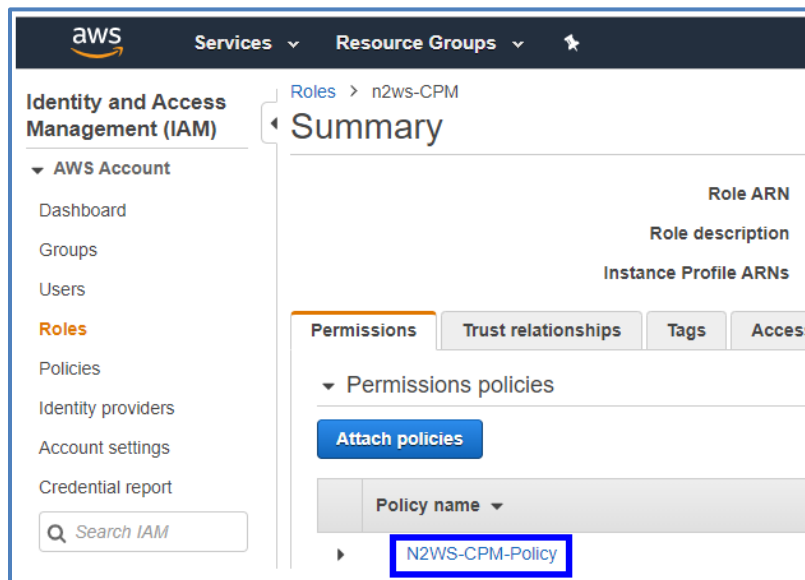 aws
Services
Resource Groups
Identity and Access
Management (IAM)
AWS Account
Dashboard
Groups
Users
Roles
Policies
Identity providers
Account settings
Credential report
Search IAM
Roles > n2ws-CPM
Summary
Role ARN
Role description
Instance Profile ARNs
Permissions
Trust relationships
Tags
Acces
Permissions policies
Attach policies
Policy name
N2WS-CPM-Policy